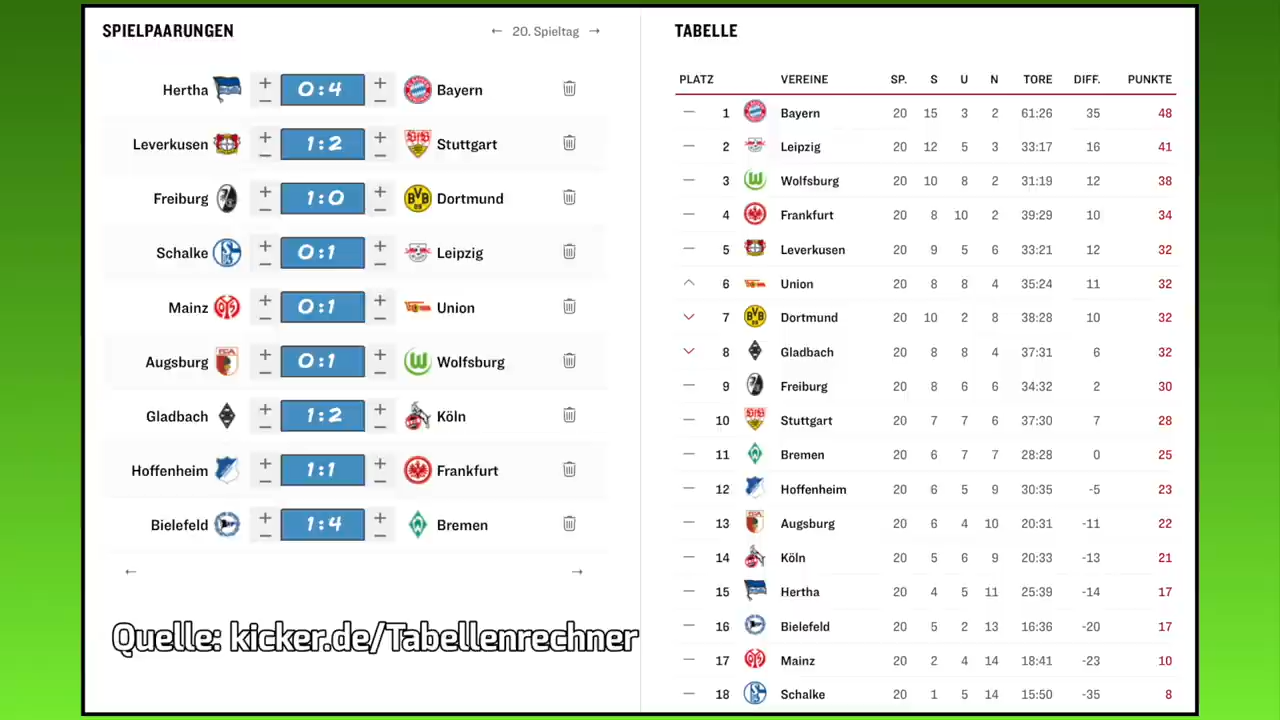 SPIELPAARUNGEN
← 20. Spieltag →
Hertha + − 0:4 + − Bayern
Leverkusen + − 1:2 + − Stuttgart
Freiburg + − 1:0 + − Dortmund
Schalke + − 0:1 + − Leipzig
Mainz + − 0:1 + − Union
Augsburg + − 0:1 + − Wolfsburg
Gladbach + − 1:2 + − Köln
Hoffenheim + − 1:1 + − Frankfurt
Bielefeld + − 1:4 + − Bremen
← →
Quelle: kicker.de/Tabellenrechner
TABELLE
PLATZ VEREINE SP. S U N TORE DIFF. PUNKTE
1 Bayern 20 15 3 2 61:26 35 48
2 Leipzig 20 12 5 3 33:17 16 41
3 Wolfsburg 20 10 8 2 31:19 12 38
4 Frankfurt 20 8 10 2 39:29 10 34
5 Leverkusen 20 9 5 6 33:21 12 32
6 Union 20 8 8 4 35:24 11 32
7 Dortmund 20 10 2 8 38:28 10 32
8 Gladbach 20 8 8 4 37:31 6 32
9 Freiburg 20 8 6 6 34:32 2 30
10 Stuttgart 20 7 7 6 37:30 7 28
11 Bremen 20 6 7 7 28:28 0 25
12 Hoffenheim 20 6 5 9 30:35 -5 23
13 Augsburg 20 6 4 10 20:31 -11 22
14 Köln 20 5 6 9 20:33 -13 21
15 Hertha 20 4 5 11 25:39 -14 17
16 Bielefeld 20 5 2 13 16:36 -20 17
17 Mainz 20 2 4 14 18:41 -23 10
18 Schalke 20 1 5 14 15:50 -35 8